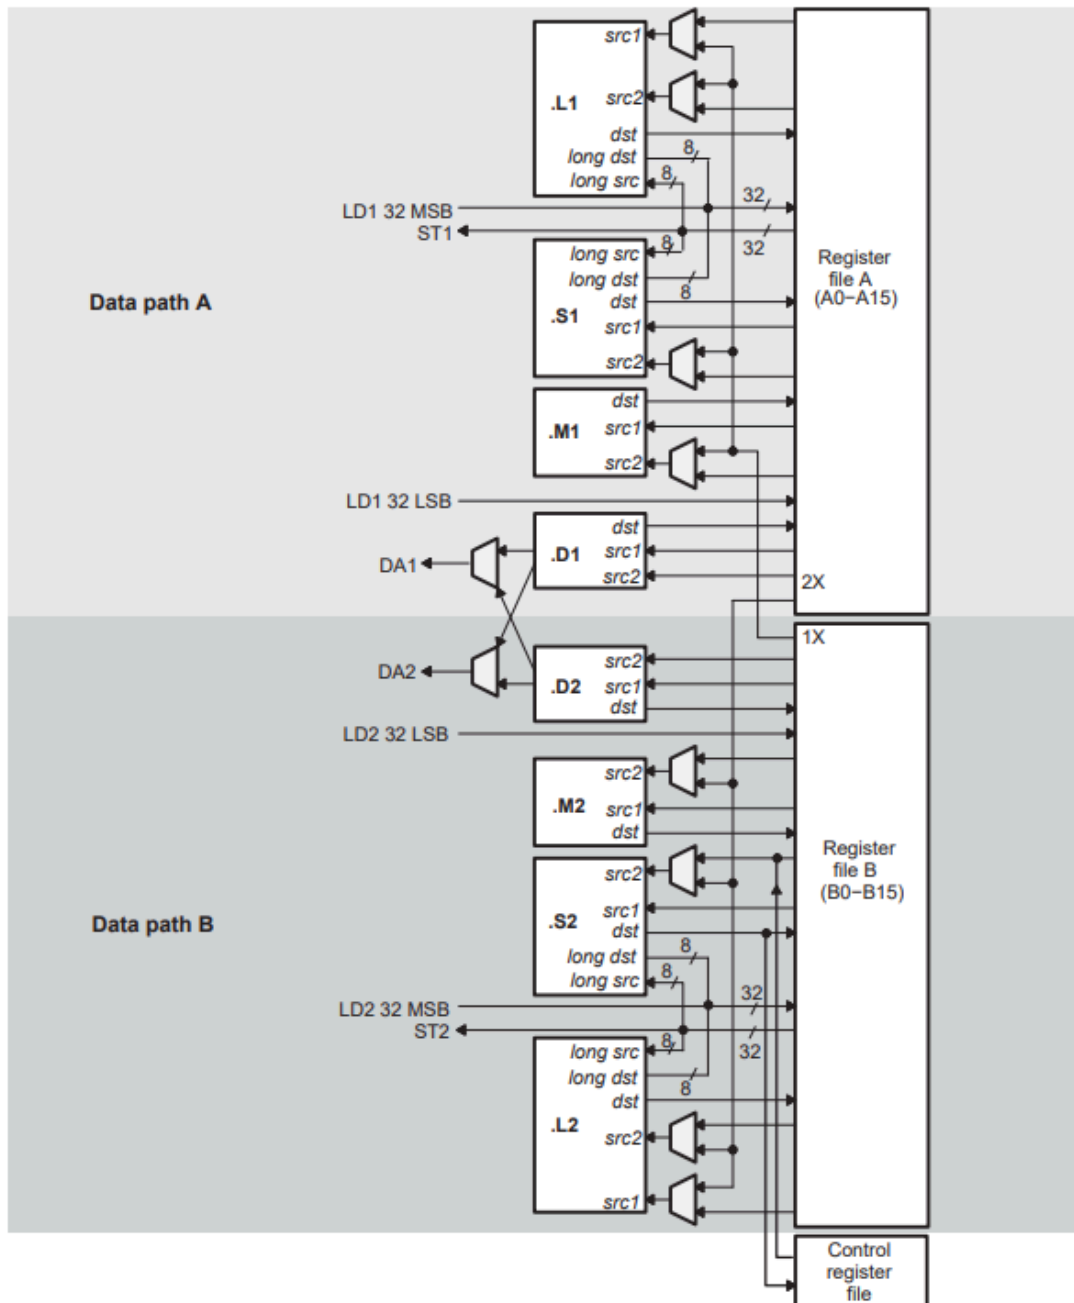 src1
.L1
src2
dst
long dst
8
long src
8
LD1 32 MSB
32
ST1
32
long src
8
long dst
8
dst
.S1
src1
src2
Register
file A
(A0−A15)
Data path A
dst
.M1
src1
src2
LD1 32 LSB
dst
.D1
src1
src2
DA1
2X
1X
DA2
src2
.D2
src1
dst
LD2 32 LSB
src2
.M2
src1
dst
Register
file B
(B0−B15)
src2
.S2
src1
dst
long dst
8
long src
8
Data path B
LD2 32 MSB
32
ST2
32
long src
8
long dst
8
dst
.L2
src2
src1
Control
register
file